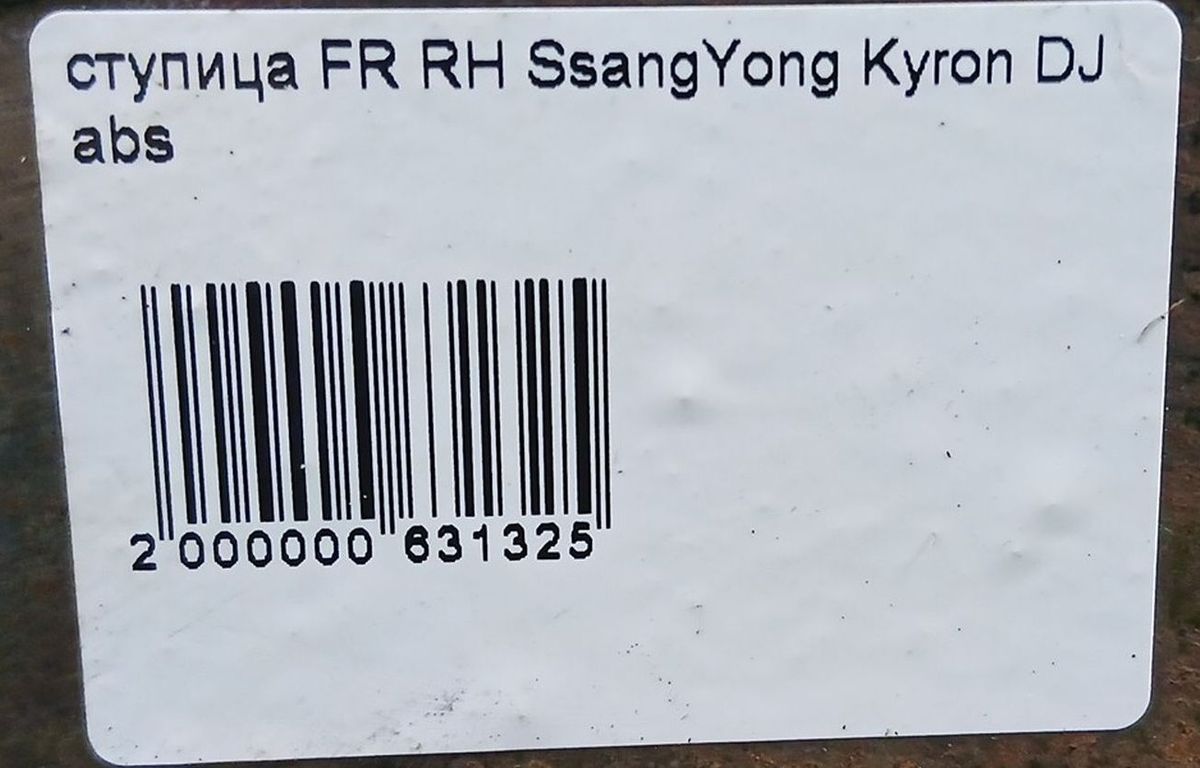 ступица FR RH SsangYong Kyron DJ
abs
2 000000 631325